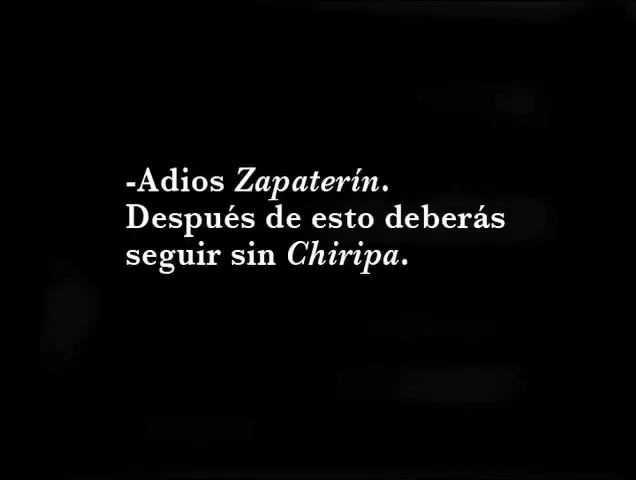 -Adios Zapaterín.
Después de esto deberás
seguir sin Chiripa.